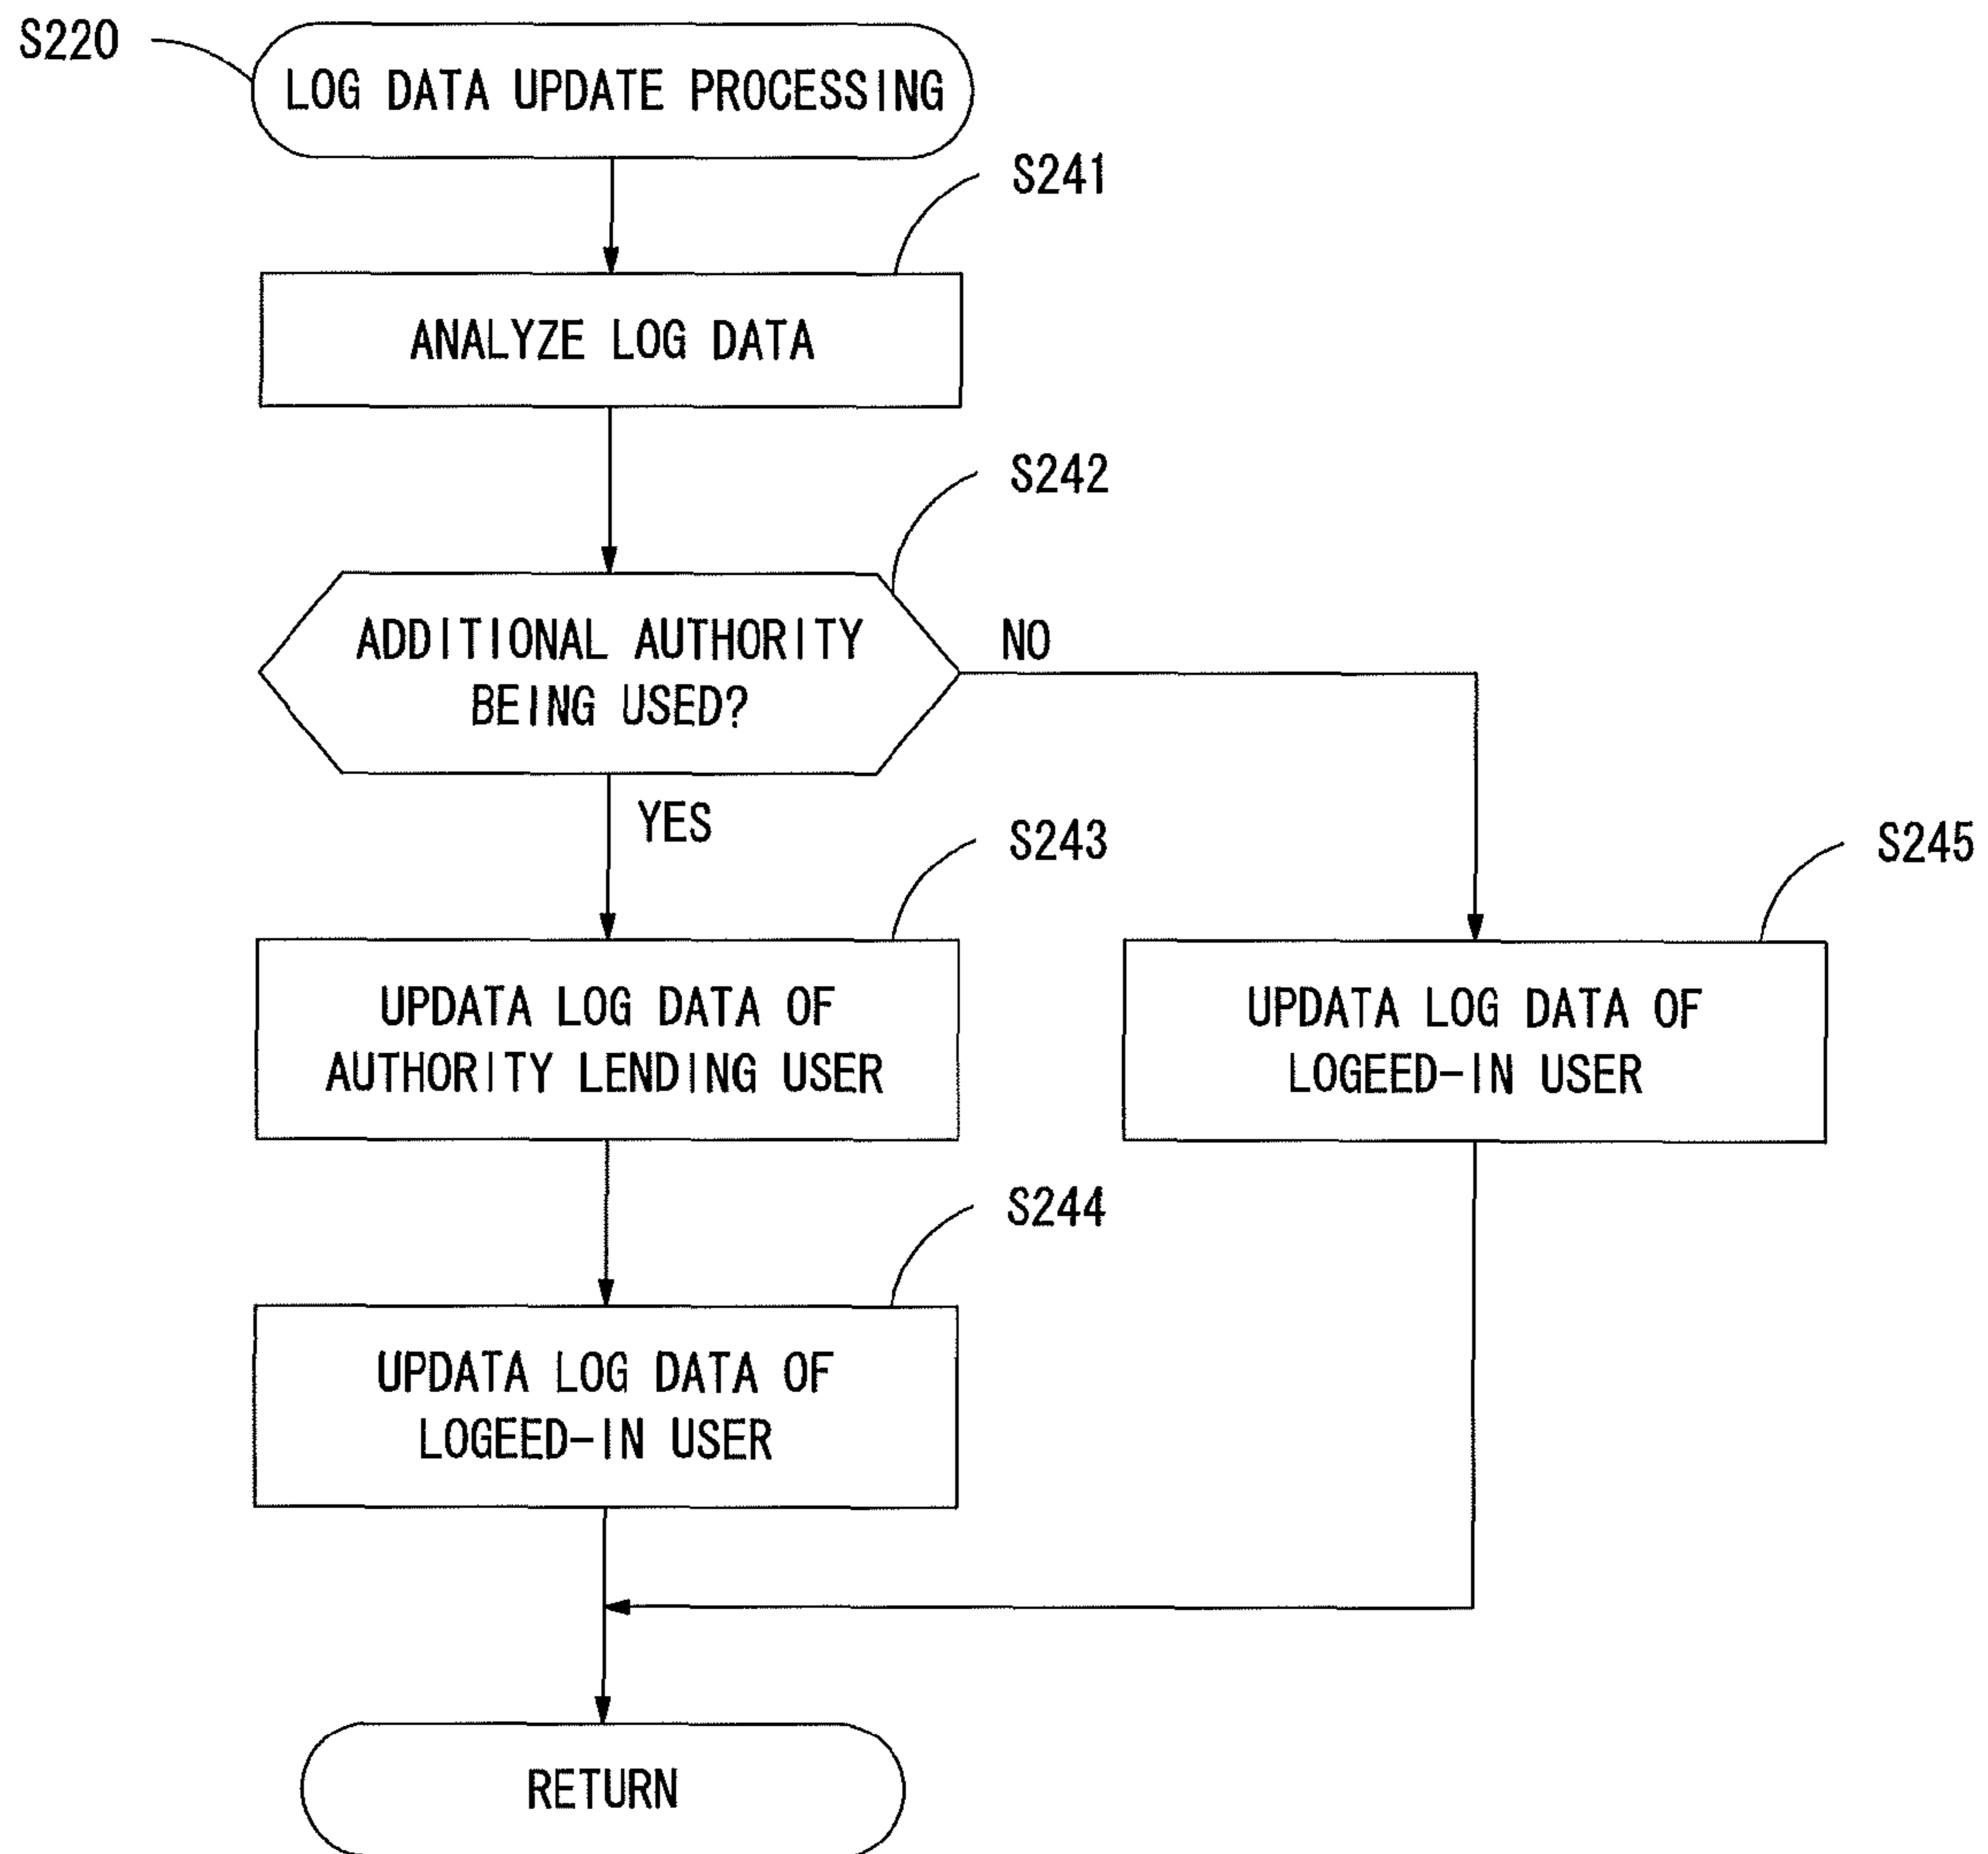 S220
LOG DATA UPDATE PROCESSING
S241
ANALYZE LOG DATA
S242
ADDITIONAL AUTHORITY
BEING USED?
NO
YES
S243
UPDATA LOG DATA OF
AUTHORITY LENDING USER
S245
UPDATA LOG DATA OF
LOGEED-IN USER
S244
UPDATA LOG DATA OF
LOGEED-IN USER
RETURN